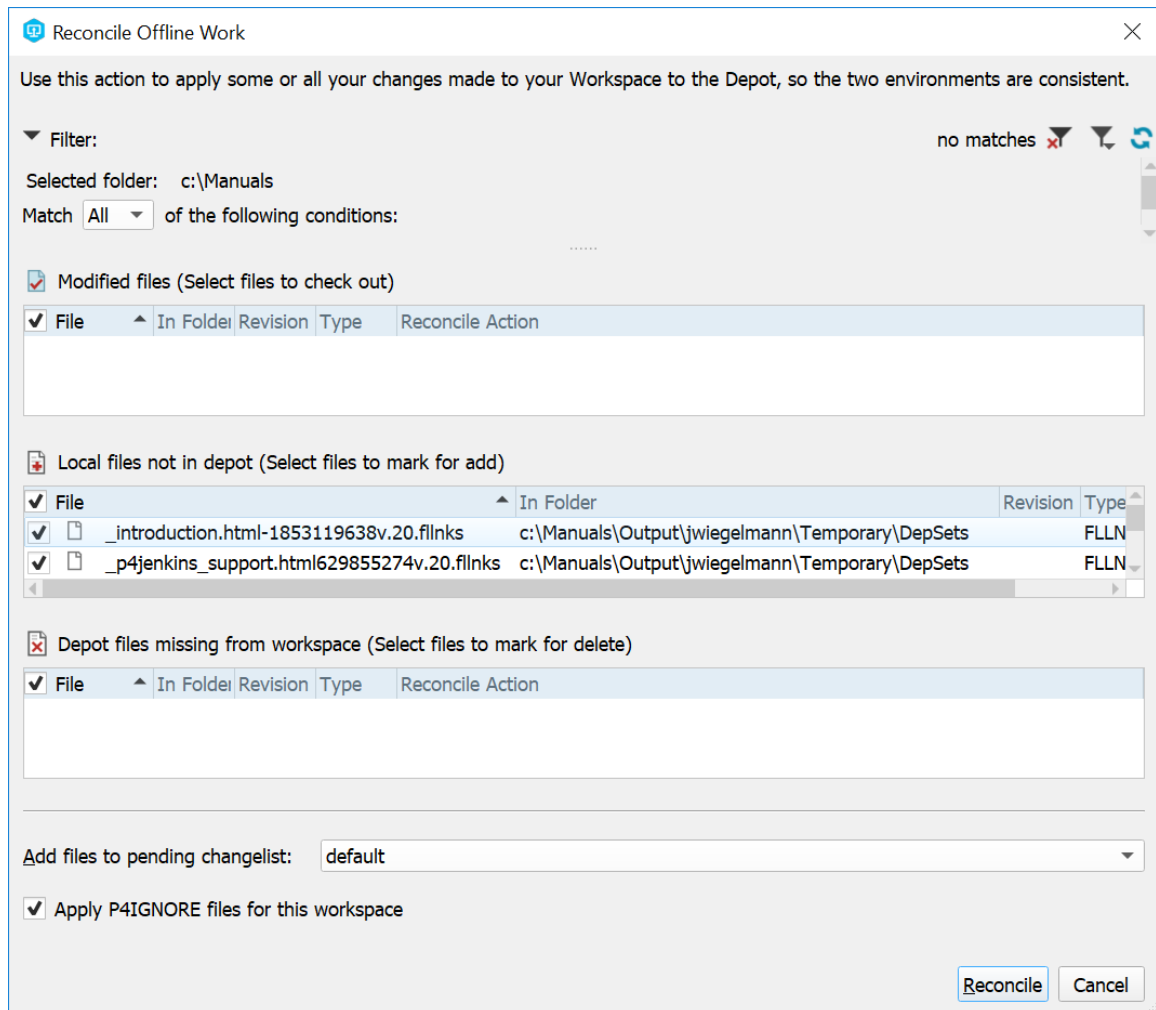 Reconcile Offline Work
Use this action to apply some or all your changes made to your Workspace to the Depot, so the two environments are consistent.
Filter: no matches
Selected folder: c:\Manuals
Match All of the following conditions:
Modified files (Select files to check out)
File In Folder Revision Type Reconcile Action
Local files not in depot (Select files to mark for add)
File In Folder Revision Type
_introduction.html-1853119638v.20.fllnks c:\Manuals\Output\jwiegelmann\Temporary\DepSets FLLN
_p4jenkins_support.html629855274v.20.fllnks c:\Manuals\Output\jwiegelmann\Temporary\DepSets FLLN
Depot files missing from workspace (Select files to mark for delete)
File In Folder Revision Type Reconcile Action
Add files to pending changelist: default
Apply P4IGNORE files for this workspace
Reconcile Cancel